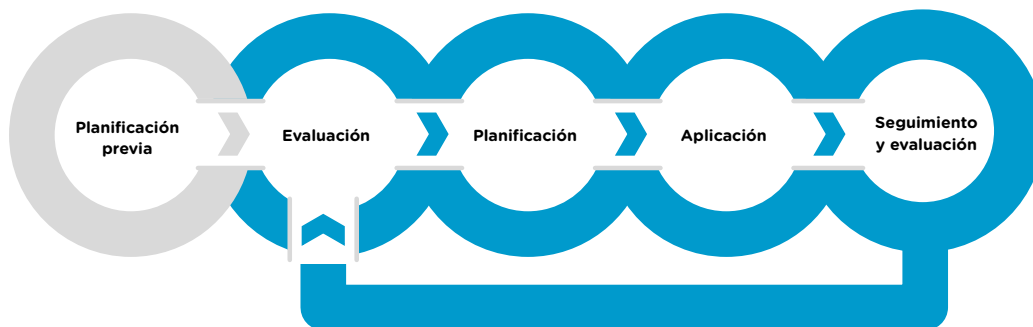 Planificación
previa
Evaluación
Planificación
Aplicación
Seguimiento
y evaluación